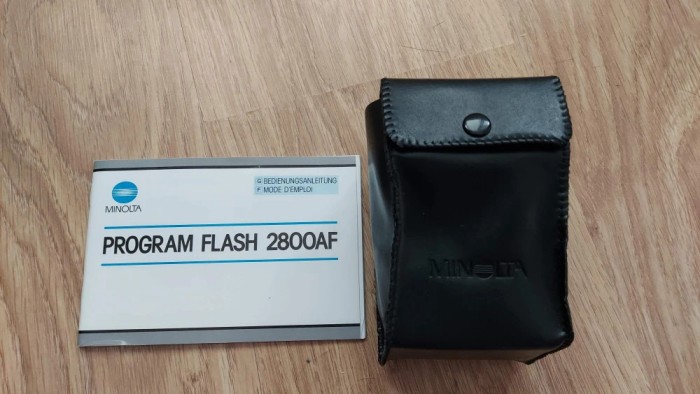 MINOLTA
G BEDIENUNGSANLEITUNG
F MODE D'EMPLOI
PROGRAM FLASH 2800AF
MINOLTA